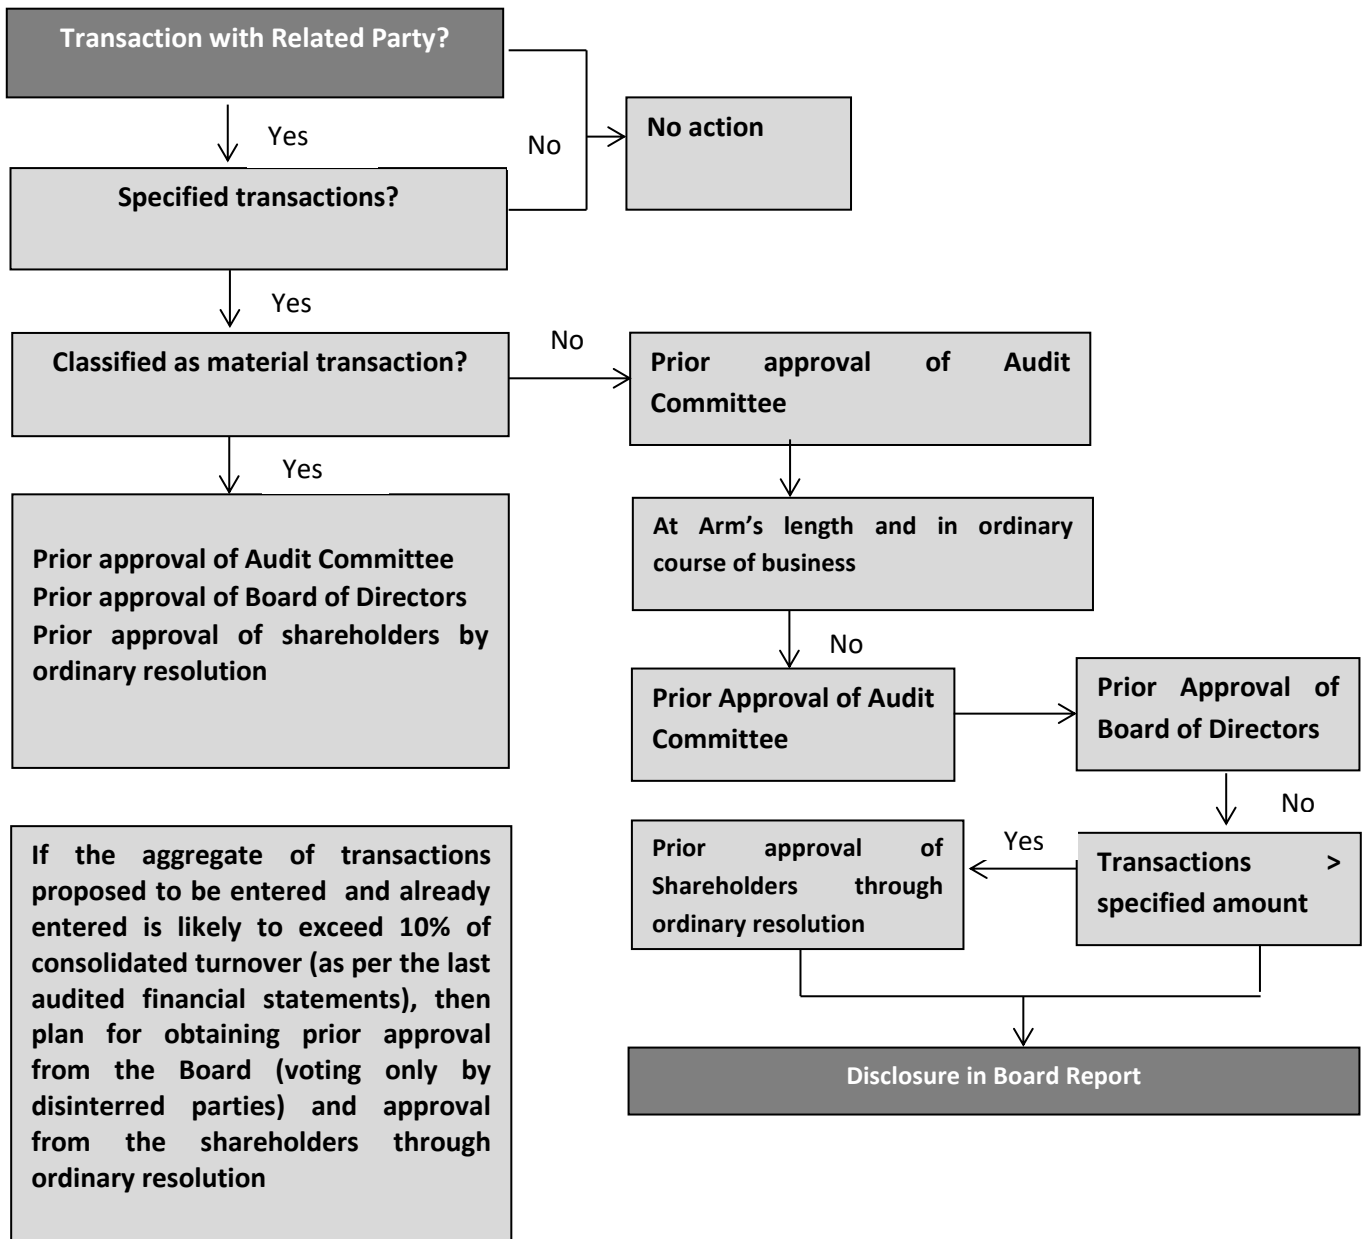 Transaction with Related Party?
Yes
No
No action
Specified transactions?
Yes
Classified as material transaction?
No
Prior approval of Audit
Committee
Yes
Prior approval of Audit Committee
Prior approval of Board of Directors
Prior approval of shareholders by
ordinary resolution
At Arm’s length and in ordinary
course of business
No
Prior Approval of Audit
Committee
Prior Approval of
Board of Directors
No
Transactions >
specified amount
Yes
Prior approval of
Shareholders through
ordinary resolution
Disclosure in Board Report
If the aggregate of transactions
proposed to be entered and already
entered is likely to exceed 10% of
consolidated turnover (as per the last
audited financial statements), then
plan for obtaining prior approval
from the Board (voting only by
disinterred parties) and approval
from the shareholders through
ordinary resolution